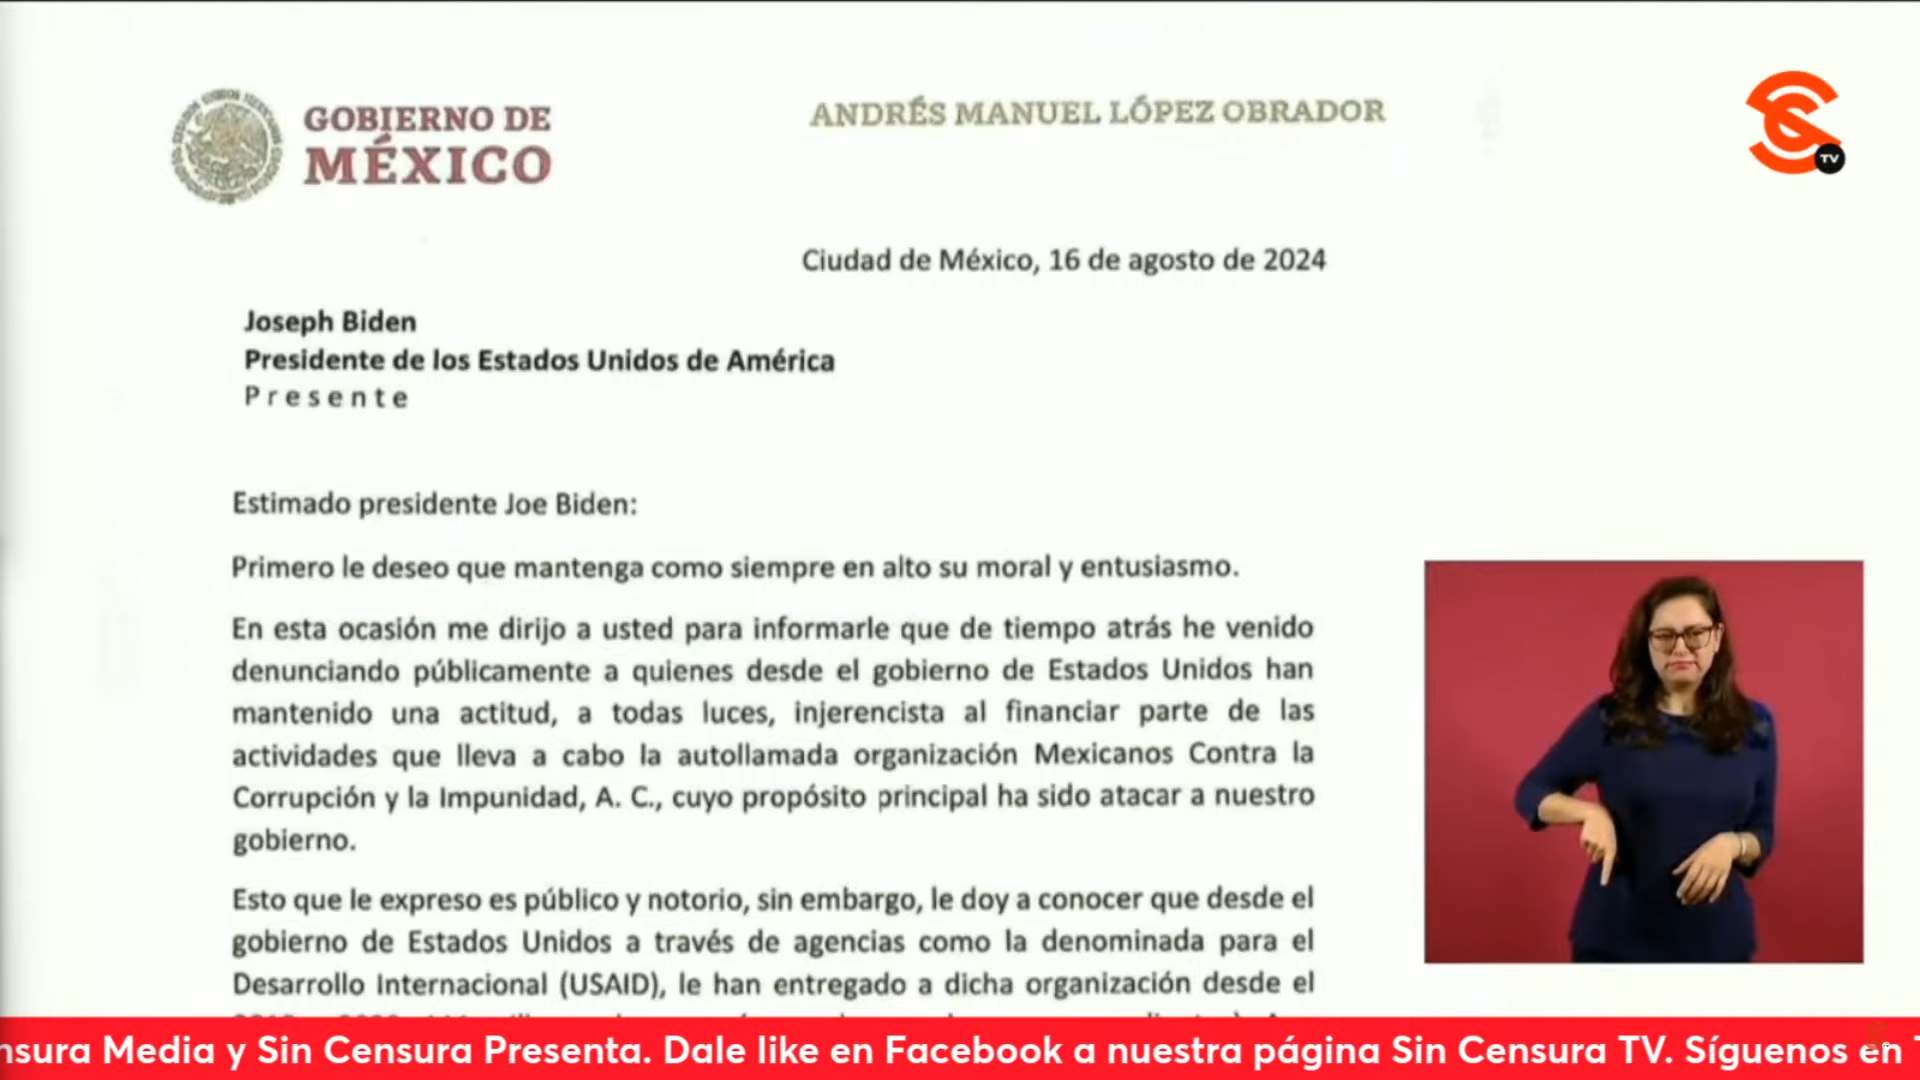 GOBIERNO DE
MÉXICO
ANDRÉS MANUEL LÓPEZ OBRADOR
TV
Ciudad de México, 16 de agosto de 2024
Joseph Biden
Presidente de los Estados Unidos de América
Presente
Estimado presidente Joe Biden:
Primero le deseo que mantenga como siempre en alto su moral y entusiasmo.
En esta ocasión me dirijo a usted para informarle que de tiempo atrás he venido
denunciando públicamente a quienes desde el gobierno de Estados Unidos han
mantenido una actitud, a todas luces, injerencista al financiar parte de las
actividades que lleva a cabo la autollamada organización Mexicanos Contra la
Corrupción y la Impunidad, A. C., cuyo propósito principal ha sido atacar a nuestro
gobierno.
Esto que le expreso es público y notorio, sin embargo, le doy a conocer que desde el
gobierno de Estados Unidos a través de agencias como la denominada para el
Desarrollo Internacional (USAID), le han entregado a dicha organización desde el
nsura Media y Sin Censura Presenta. Dale like en Facebook a nuestra página Sin Censura TV. Síguenos en T